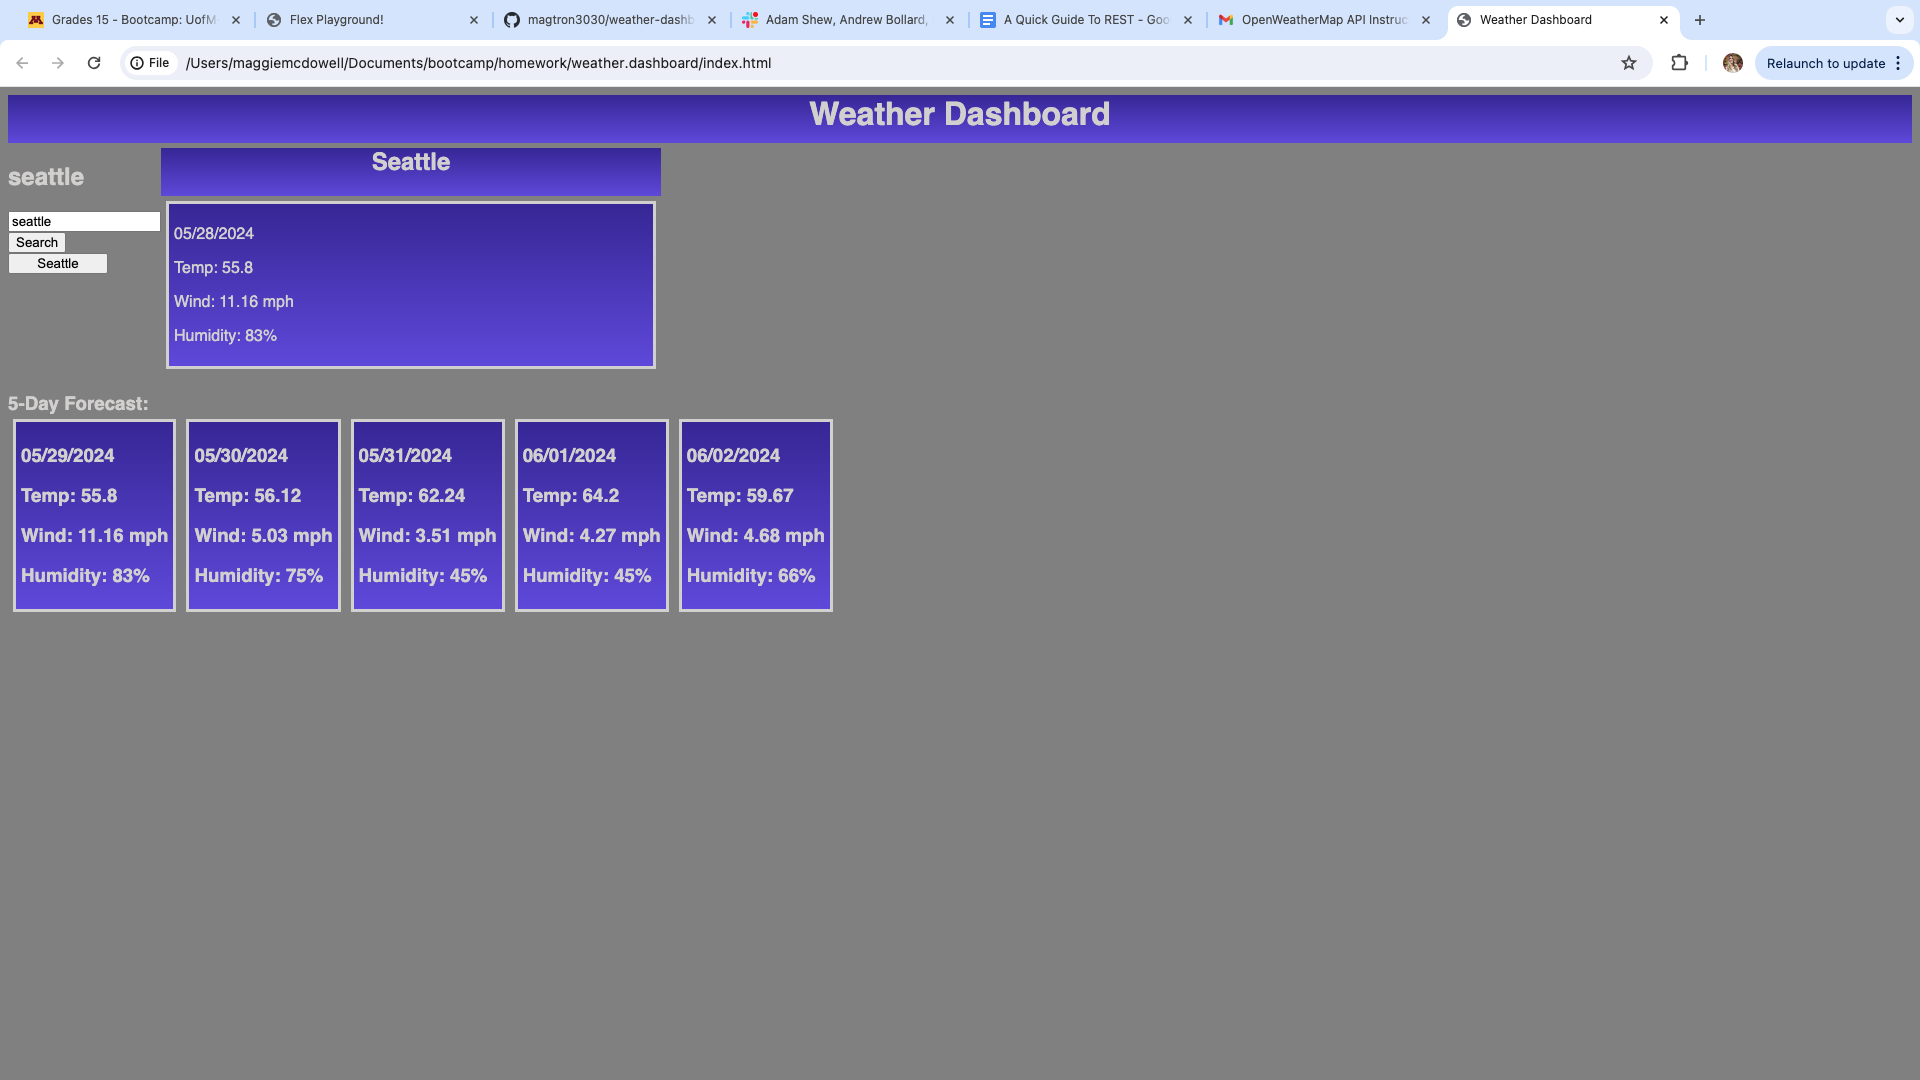 Grades 15 - Bootcamp: UofM
Flex Playground!
magtron3030/weather-dashb
Adam Shew, Andrew Bollard,
A Quick Guide To REST - Goo
OpenWeatherMap API Instruc
Weather Dashboard
File
/Users/maggiemcdowell/Documents/bootcamp/homework/weather.dashboard/index.html
Relaunch to update
Weather Dashboard
seattle
seattle
Search
Seattle
Seattle
05/28/2024
Temp: 55.8
Wind: 11.16 mph
Humidity: 83%
5-Day Forecast:
05/29/2024
Temp: 55.8
Wind: 11.16 mph
Humidity: 83%
05/30/2024
Temp: 56.12
Wind: 5.03 mph
Humidity: 75%
05/31/2024
Temp: 62.24
Wind: 3.51 mph
Humidity: 45%
06/01/2024
Temp: 64.2
Wind: 4.27 mph
Humidity: 45%
06/02/2024
Temp: 59.67
Wind: 4.68 mph
Humidity: 66%